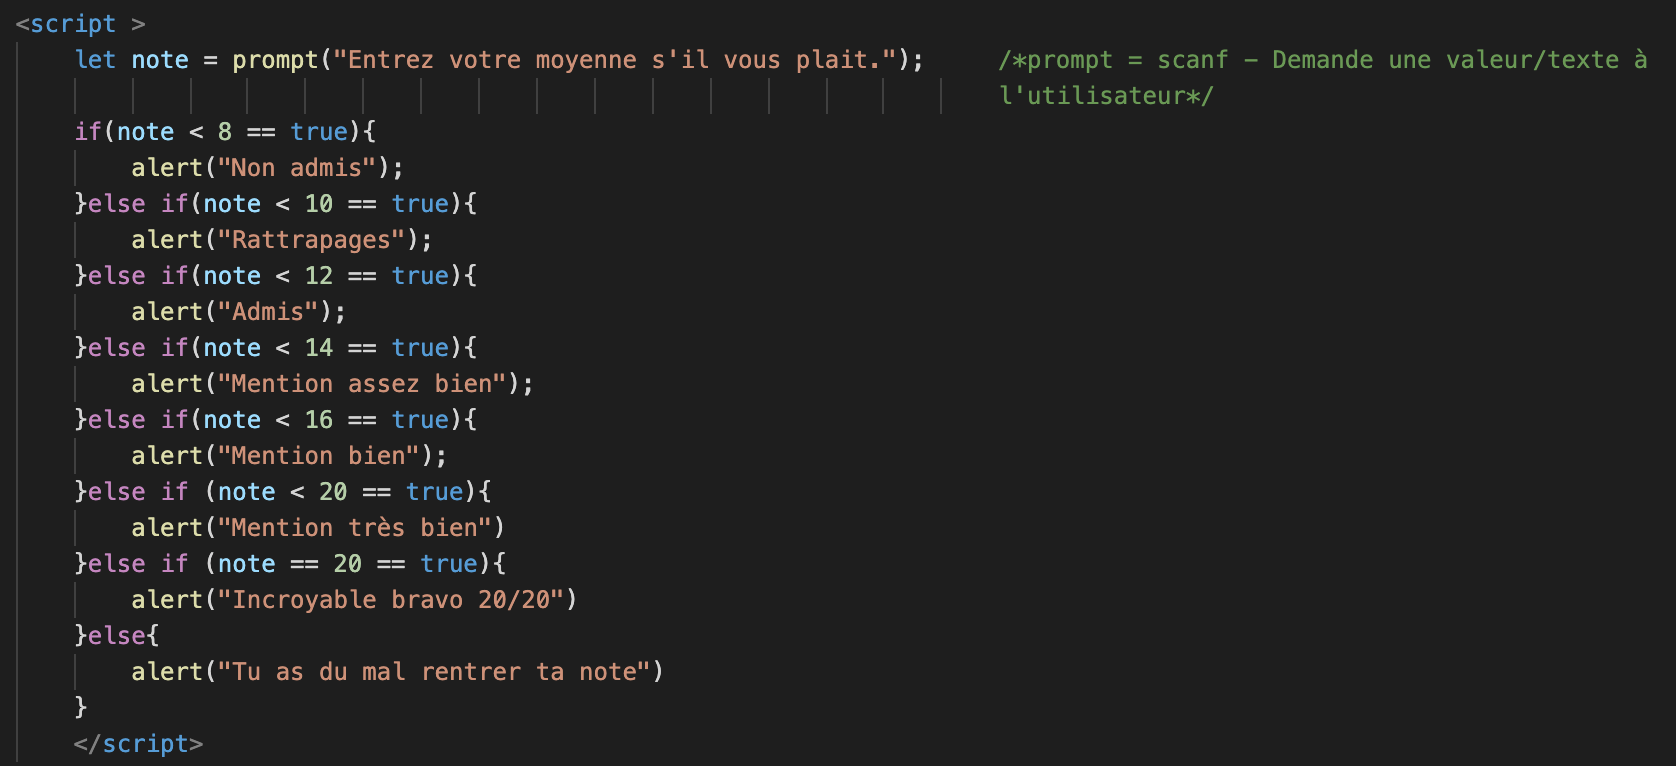 <script >
let note = prompt("Entrez votre moyenne s'il vous plait."); /*prompt = scanf – Demande une valeur/texte à
l'utilisateur*/
if(note < 8 == true){
alert("Non admis");
}else if(note < 10 == true){
alert("Rattrapages");
}else if(note < 12 == true){
alert("Admis");
}else if(note < 14 == true){
alert("Mention assez bien");
}else if(note < 16 == true){
alert("Mention bien");
}else if (note < 20 == true){
alert("Mention très bien")
}else if (note == 20 == true){
alert("Incroyable bravo 20/20")
}else{
alert("Tu as du mal rentrer ta note")
}
</script>